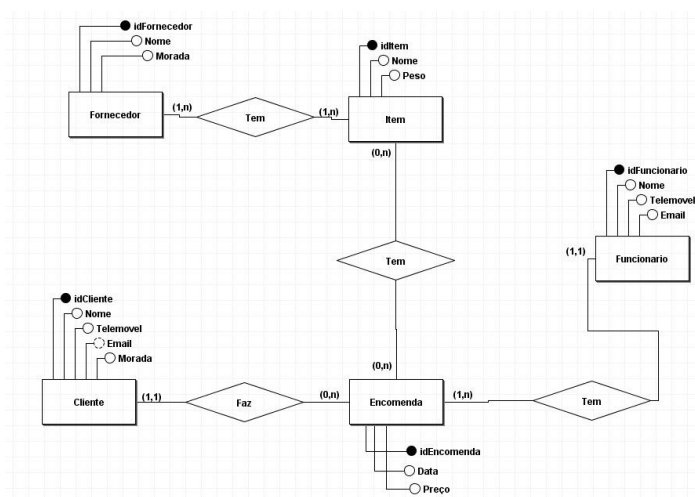 idFornecedor
Nome
Morada
Fornecedor
(1,n)
Tem
(1,n)
idItem
Nome
Peso
Item
(0,n)
Tem
(0,n)
idFuncionario
Nome
Telemovel
Email
(1,1)
Funcionario
idCliente
Nome
Telemovel
Email
Morada
Cliente
(1,1)
Faz
(0,n)
Encomenda
(1,n)
Tem
idEncomenda
Data
Preço